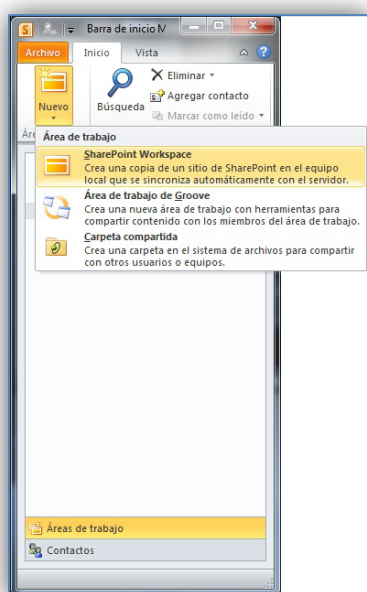 Barra de inicio M
Archivo Inicio Vista
Nuevo
Búsqueda
Eliminar
Agregar contacto
Marcar como leído
Área de trabajo
SharePoint Workspace
Crea una copia de un sitio de SharePoint en el equipo
local que se sincroniza automáticamente con el servidor.
Área de trabajo de Groove
Crea una nueva área de trabajo con herramientas para
compartir contenido con los miembros del área de trabajo.
Carpeta compartida
Crea una carpeta en el sistema de archivos para compartir
con otros usuarios o equipos.
Áreas de trabajo
Contactos